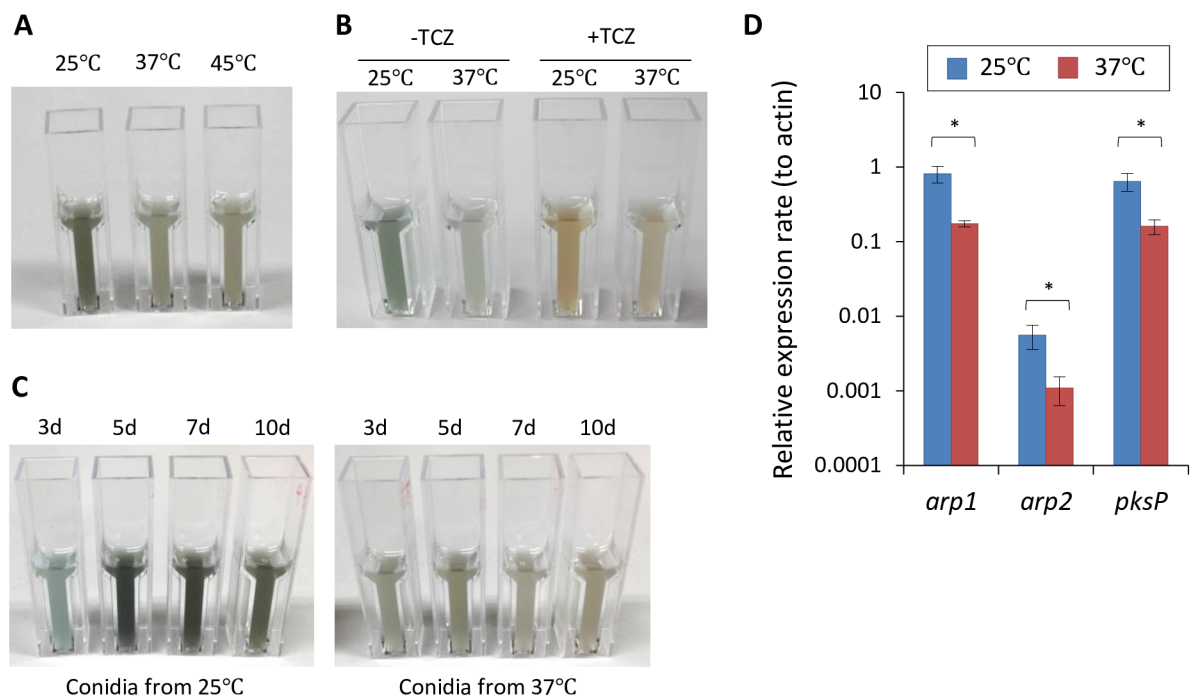 A
25℃ 37℃ 45℃
B
-TCZ +TCZ
25℃ 37℃ 25℃ 37℃
C
3d 5d 7d 10d
Conidia from 25℃
3d 5d 7d 10d
Conidia from 37℃
D
25℃ 37℃
Relative expression rate (to actin)
10
1
0.1
0.01
0.001
0.0001
* * *
arp1 arp2 pksP